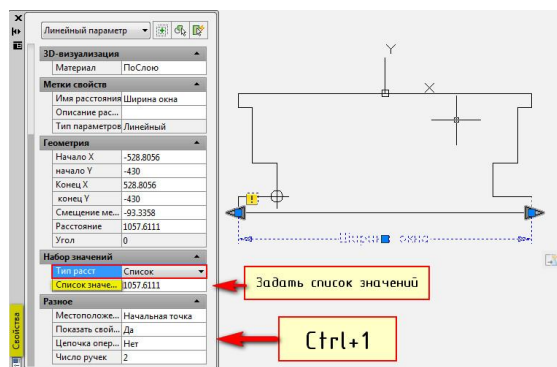 Линейный параметр
3D-визуализация
Материал ПоСлою
Метки свойств
Имя расстояния Ширина окна
Описание рас...
Тип параметров Линейный
Геометрия
Начало X -528.8056
начало Y -430
Конец X 528.8056
конец Y -430
Смещение ме... -93.3358
Расстояние 1057.6111
Угол 0
Набор значений
Тип расст Список
Список значе... 1057.6111
Разное
Местоположе... Начальная точка
Показать свой... Да
Цепочка опер... Нет
Число ручек 2
Свойства
Y
X
!
Ширина окна
Задать список значений
Ctrl+1